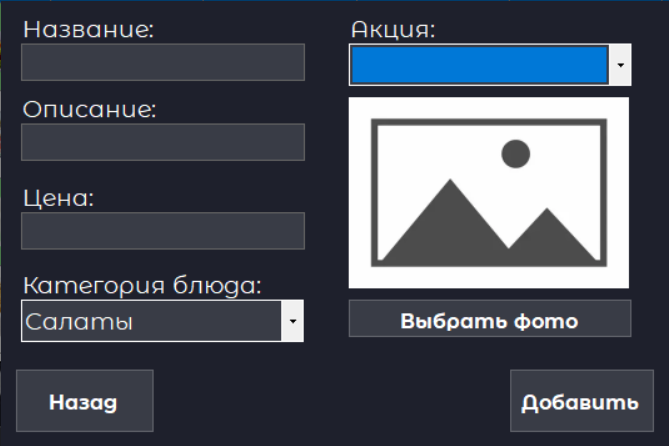 Название:
Акция:
Описание:
Цена:
Категория блюда:
Салаты
Выбрать фото
Назад
Добавить